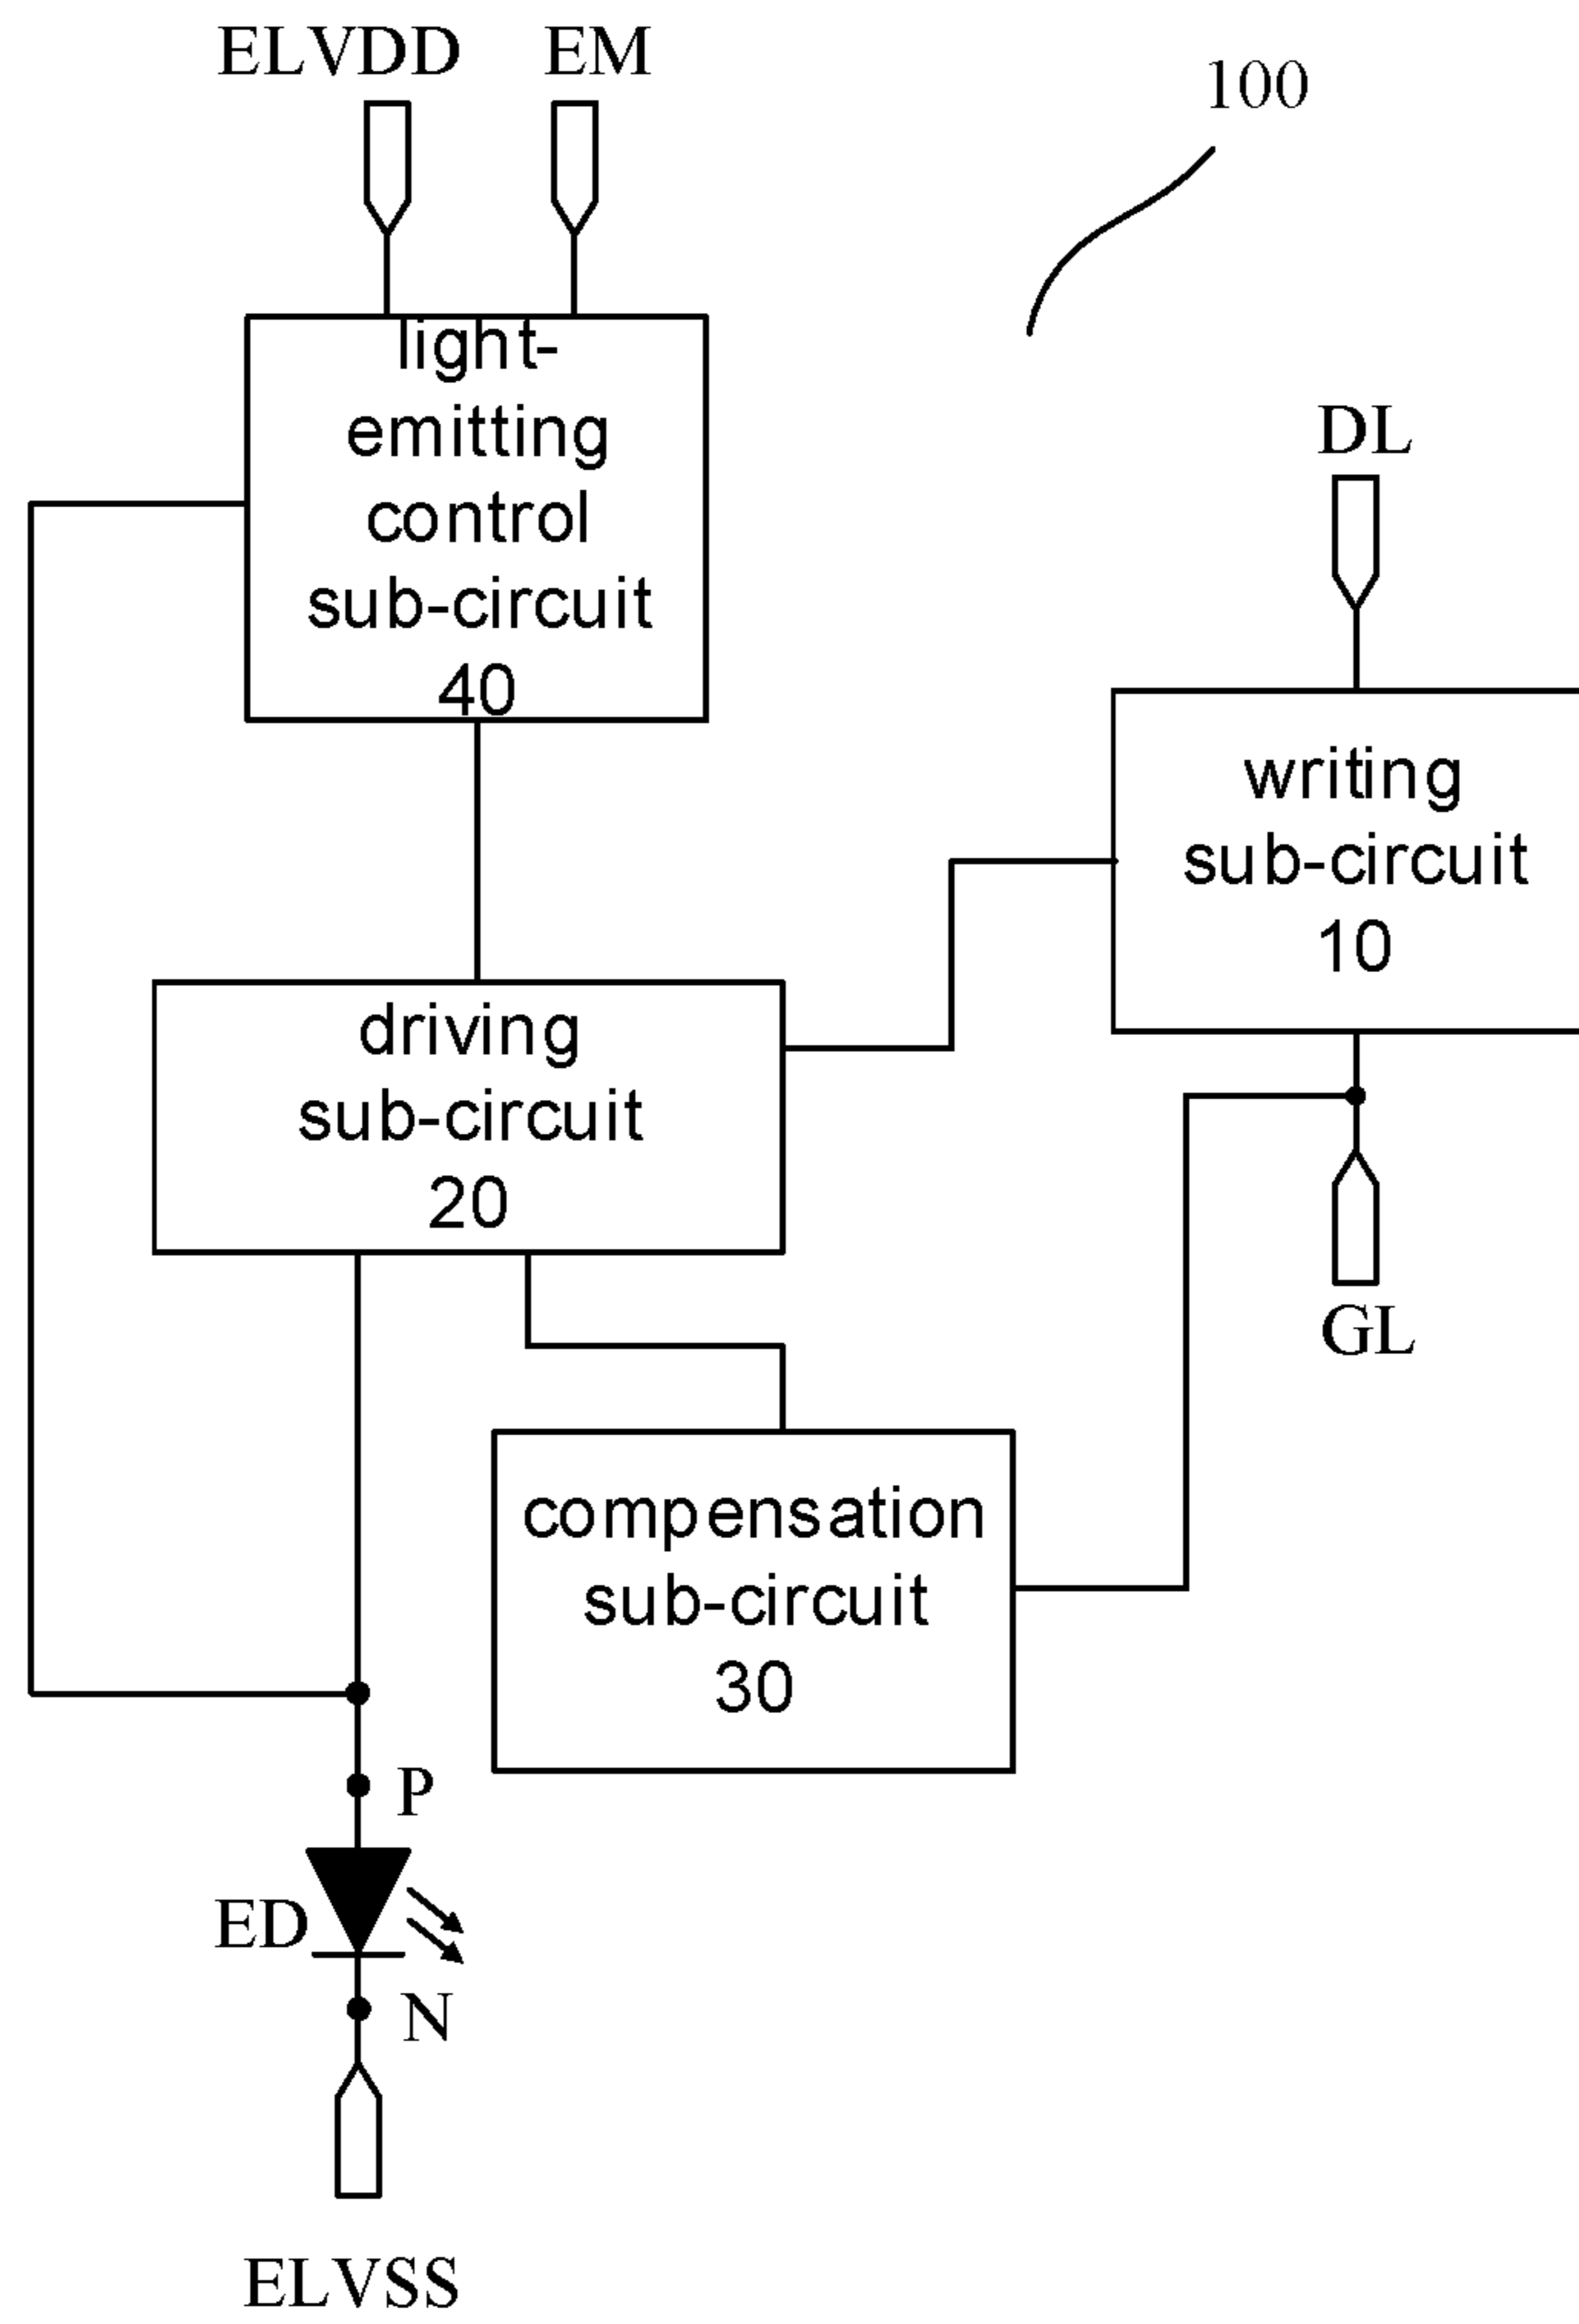 ELVDD
EM
100
light-
emitting
control
sub-circuit
40
DL
writing
sub-circuit
10
driving
sub-circuit
20
GL
compensation
sub-circuit
30
P
ED
N
ELVSS